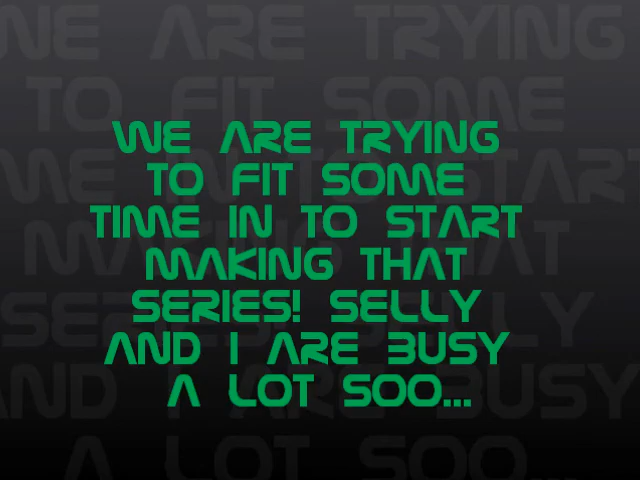 WE ARE TRYING
TO FIT SOME
TIME IN TO START
MAKING THAT
SERIES! SELLY
AND I ARE BUSY
A LOT SOO...